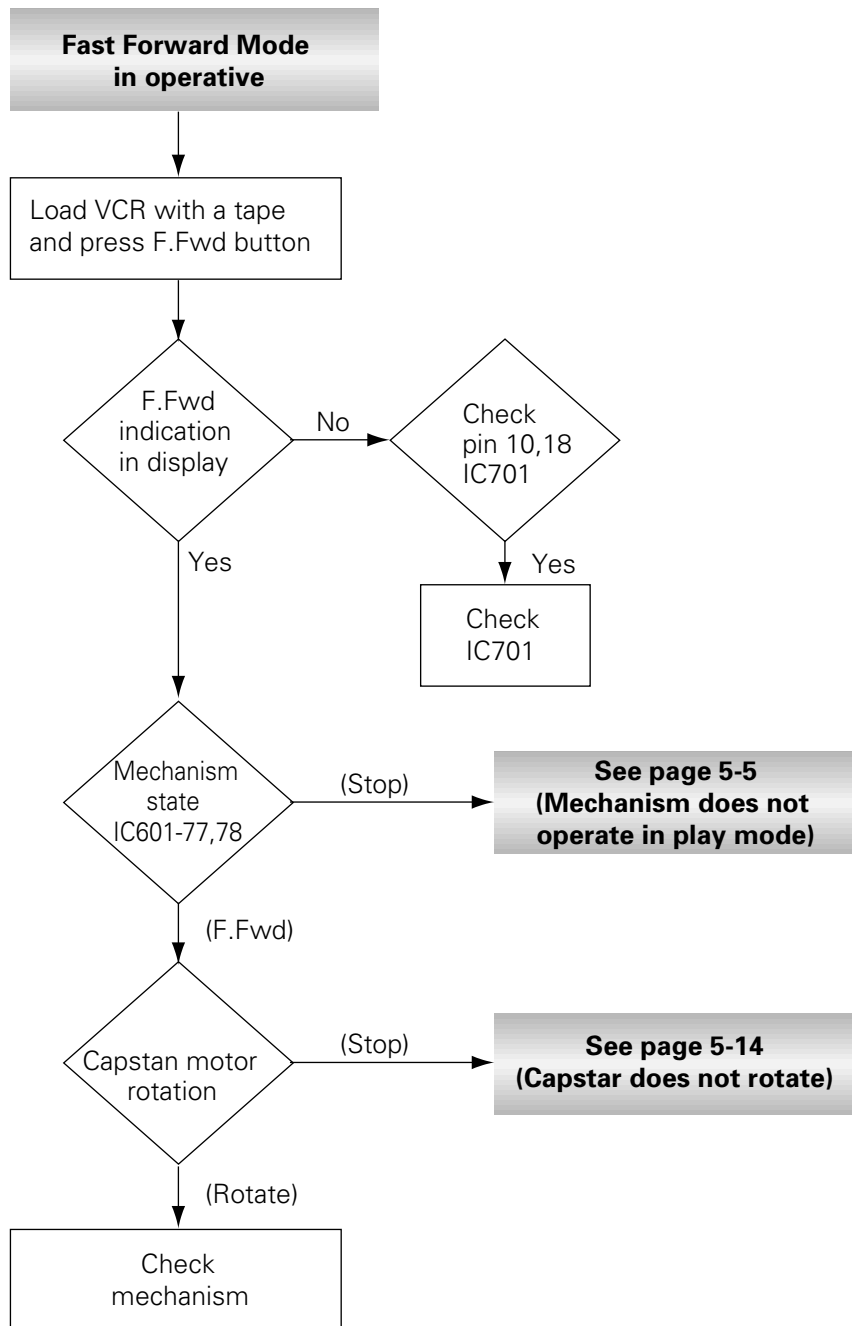 Fast Forward Mode
in operative
Load VCR with a tape
and press F.Fwd button
F.Fwd
indication
in display
No
Check
pin 10,18
IC701
Yes
Yes
Check
IC701
Mechanism
state
IC601-77,78
(Stop)
See page 5-5
(Mechanism does not
operate in play mode)
(F.Fwd)
Capstan motor
rotation
(Stop)
See page 5-14
(Capstar does not rotate)
(Rotate)
Check
mechanism